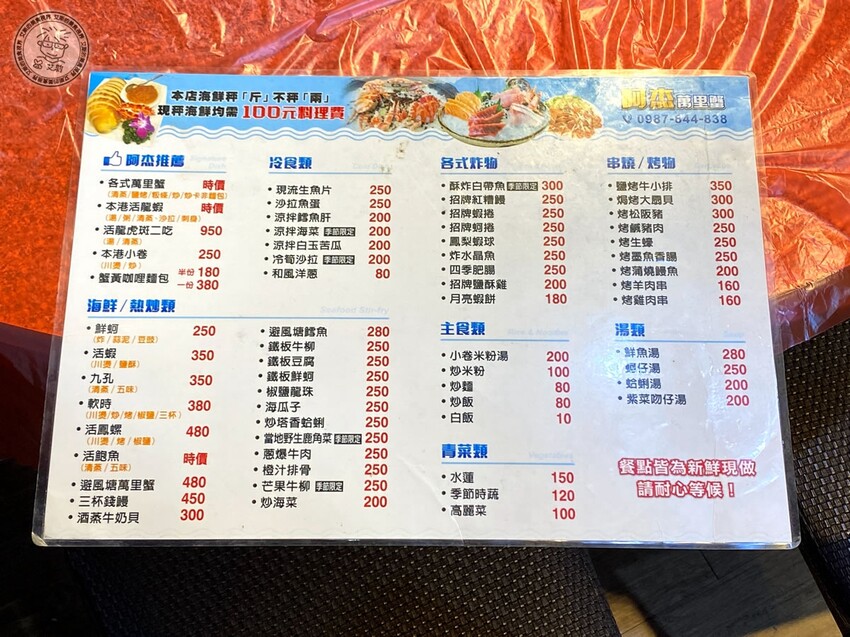 本店海鮮秤「斤」不秤「兩」
現秤海鮮均需100元料理費
阿杰萬里蟹
0987-644-838
阿杰推薦
•各式萬里蟹 時價
(清蒸/鹽烤/粄條/炒/炒卡非麵包)
•本港活龍蝦 時價
(湯/粥/清蒸、沙拉/刺身)
•活龍虎斑二吃 950
(湯/清蒸)
•本港小卷 250
(川燙/炒)
•蟹黃咖哩麵包 半份180
一份380
冷食類
•現流生魚片 250
•沙拉魚蛋 250
•涼拌鱈魚肝 200
•涼拌海菜 季節限定 200
•涼拌白玉苦瓜 200
•冷筍沙拉 季節限定 200
•和風洋蔥 80
各式炸物
•酥炸白帶魚 季節限定 300
•招牌紅糟鰻 250
•招牌蝦捲 250
•招牌蚵捲 250
•鳳梨蝦球 250
•炸水晶魚 250
•四季肥腸 250
•招牌鹽酥雞 200
•月亮蝦餅 180
串燒/烤物
•鹽烤牛小排 350
•焗烤大扇貝 300
•烤松阪豬 300
•烤鹹豬肉 250
•烤生蠔 250
•烤墨魚香腸 250
•烤蒲燒鰻魚 200
•烤羊肉串 160
•烤雞肉串 160
海鮮/熱炒類
•鮮蚵 250
(炸/蒜泥/豆豉)
•活蝦 350
(川燙/鹽酥)
•九孔 350
(清蒸/五味)
•軟時 380
(川燙/炒/烤/椒鹽/三杯)
•活鳳螺 480
(川燙/烤/椒鹽)
•活鮑魚 時價
(清蒸/五味)
•避風塘萬里蟹 480
•三杯錢鰻 450
•酒蒸牛奶貝 300
•避風塘鱈魚 280
•鐵板牛柳 250
•鐵板豆腐 250
•鐵板鮮蚵 250
•椒鹽龍珠 250
•海瓜子 250
•炒塔香蛤蜊 250
•當地野生鹿角菜 季節限定 250
•蔥爆牛肉 250
•橙汁排骨 250
•芒果牛柳 季節限定 250
•炒海菜 200
主食類
•小卷米粉湯 200
•炒米粉 100
•炒麵 80
•炒飯 80
•白飯 10
青菜類
•水蓮 150
•季節時蔬 120
•高麗菜 100
湯類
•鮮魚湯 280
•蚵仔湯 250
•蛤蜊湯 200
•紫菜吻仔湯 200
餐點皆為新鮮現做
請耐心等候！